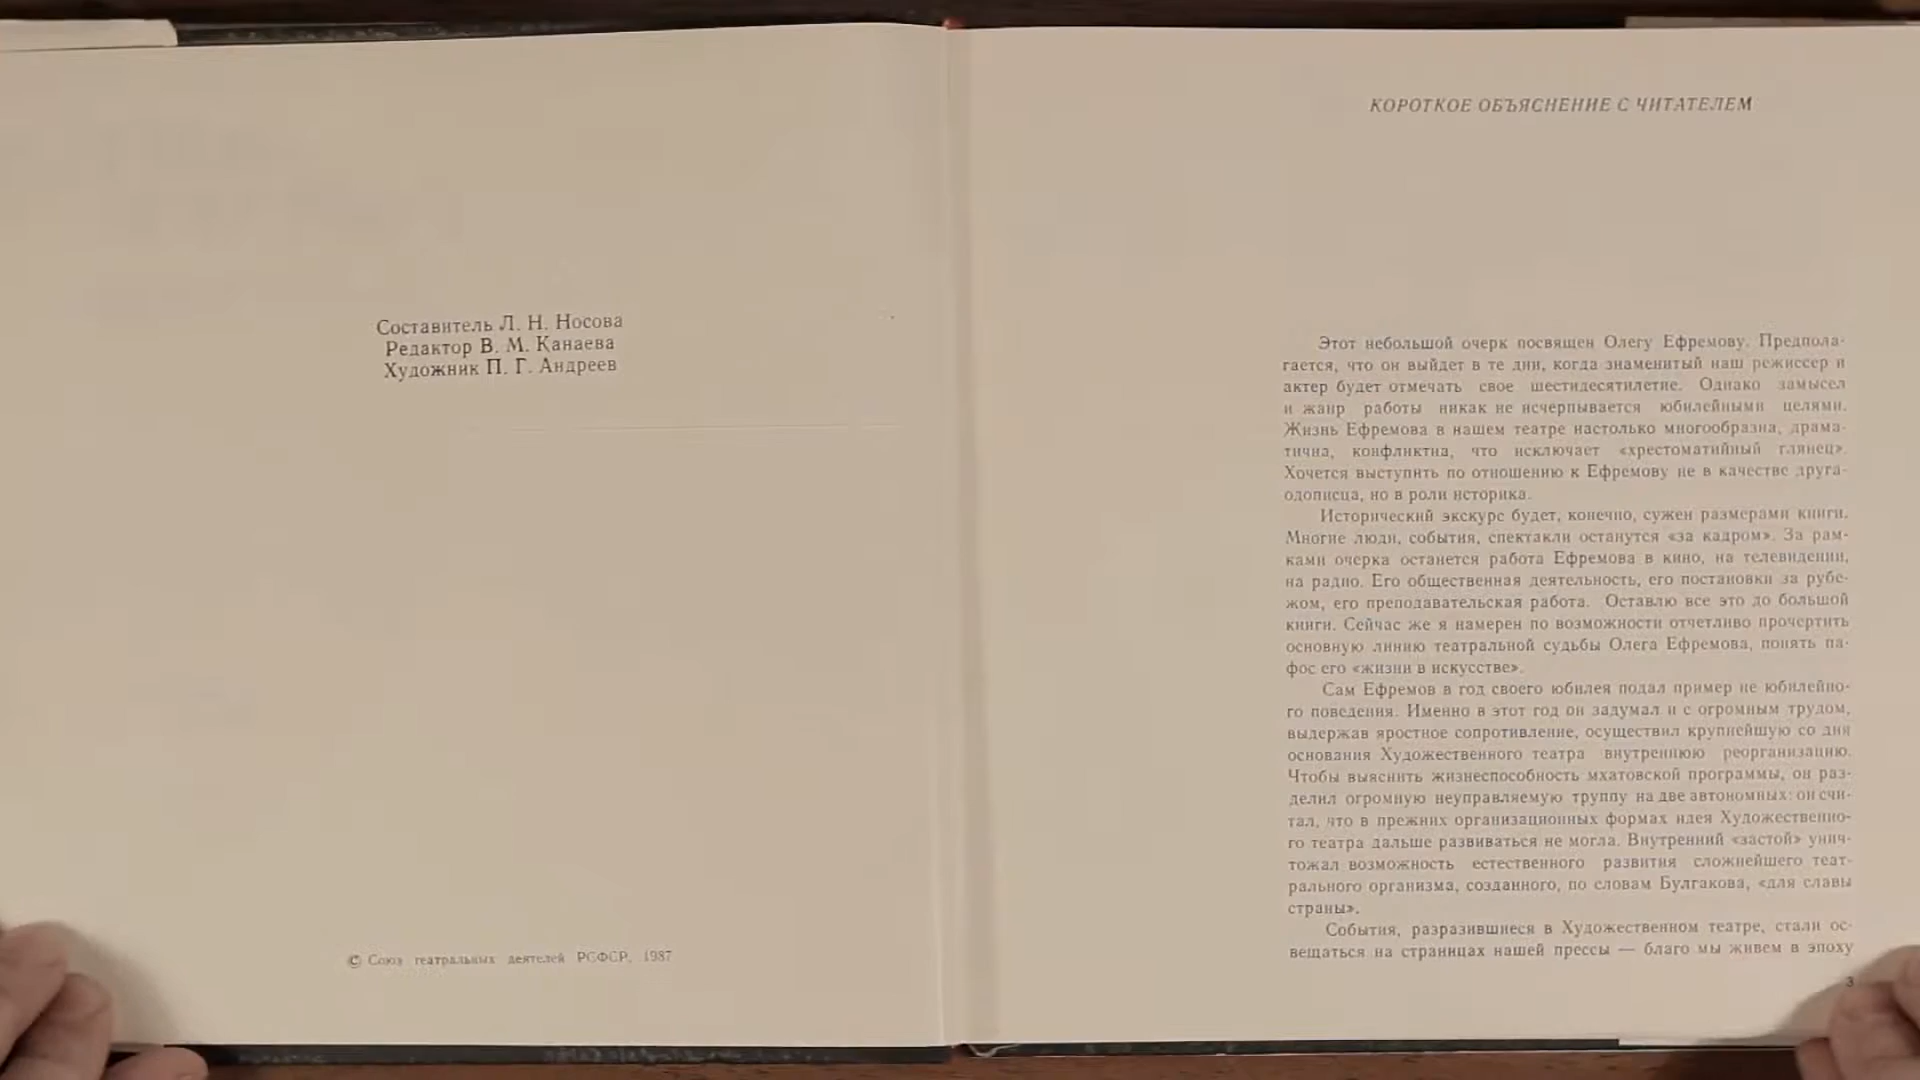 Составитель Л. Н. Носова
Редактор В. М. Канаева
Художник П. Г. Андреев
© Союз театральных деятелей РСФСР, 1987
КОРОТКОЕ ОБЪЯСНЕНИЕ С ЧИТАТЕЛЕМ
Этот небольшой очерк посвящен Олегу Ефремову. Предпола-
гается, что он выйдет в те дни, когда знаменитый наш режиссер и
актер будет отмечать свое шестидесятилетие. Однако замысел
и жанр работы никак не исчерпывается юбилейными целями.
Жизнь Ефремова в нашем театре настолько многообразна, драма-
тична, конфликтна, что исключает «хрестоматийный глянец».
Хочется выступить по отношению к Ефремову не в качестве друга-
одописца, но в роли историка.
Исторический экскурс будет, конечно, сужен размерами книги.
Многие люди, события, спектакли останутся «за кадром». За рам-
ками очерка останется работа Ефремова в кино, на телевидении,
на радио. Его общественная деятельность, его постановки за рубе-
жом, его преподавательская работа. Оставлю все это до большой
книги. Сейчас же я намерен по возможности отчетливо прочертить
основную линию театральной судьбы Олега Ефремова, понять па-
фос его «жизни в искусстве».
Сам Ефремов в год своего юбилея подал пример не юбилейно-
го поведения. Именно в этот год он задумал и с огромным трудом,
выдержав яростное сопротивление, осуществил крупнейшую со дня
основания Художественного театра внутреннюю реорганизацию.
Чтобы выяснить жизнеспособность мхатовской программы, он раз-
делил огромную неуправляемую труппу на две автономных: он счи-
тал, что в прежних организационных формах идея Художественно-
го театра дальше развиваться не могла. Внутренний «застой» унич-
тожал возможность естественного развития сложнейшего теат-
рального организма, созданного, по словам Булгакова, «для славы
страны».
События, разразившиеся в Художественном театре, стали ос-
вещаться на страницах нашей прессы — благо мы живем в эпоху
3